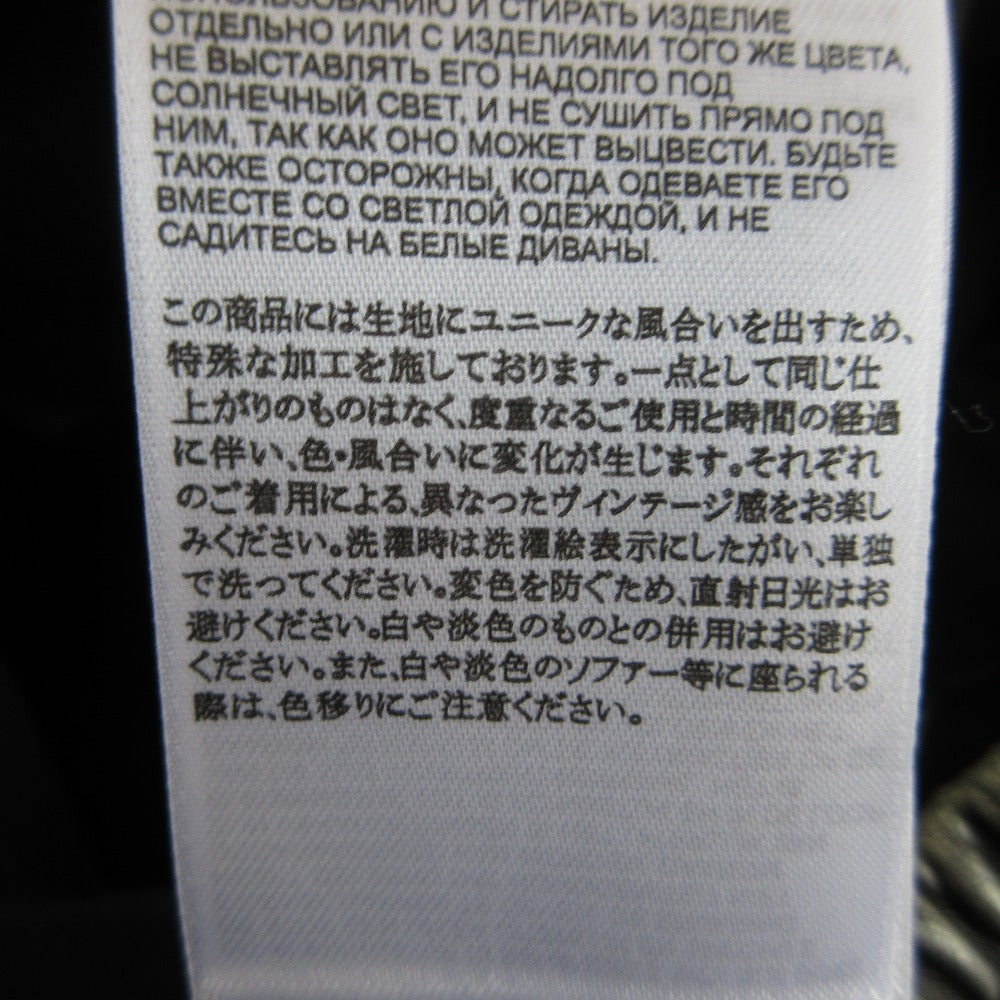 ИСПОЛЬЗОВАНИЮ И СТИРАТЬ ИЗДЕЛИЕ
ОТДЕЛЬНО ИЛИ С ИЗДЕЛИЯМИ ТОГО ЖЕ ЦВЕТА,
НЕ ВЫСТАВЛЯТЬ ЕГО НАДОЛГО ПОД
СОЛНЕЧНЫЙ СВЕТ, И НЕ СУШИТЬ ПРЯМО ПОД
НИМ, ТАК КАК ОНО МОЖЕТ ВЫЦВЕСТИ. БУДЬТЕ
ТАКЖЕ ОСТОРОЖНЫ, КОГДА ОДЕВАЕТЕ ЕГО
ВМЕСТЕ СО СВЕТЛОЙ ОДЕЖДОЙ, И НЕ
САДИТЕСЬ НА БЕЛЫЕ ДИВАНЫ.
この商品には生地にユニークな風合いを出すため、
特殊な加工を施しております。一点として同じ仕
上がりのものはなく、度重なるご使用と時間の経過
に伴い、色・風合いに変化が生じます。それぞれ
のご着用による、異なったヴィンテージ感をお楽し
みください。洗濯時は洗濯絵表示にしたがい、単独
で洗ってください。変色を防ぐため、直射日光はお
避けください。白や淡色のものとの併用はお避け
ください。また、白や淡色のソファー等に座られる
際は、色移りにご注意ください。